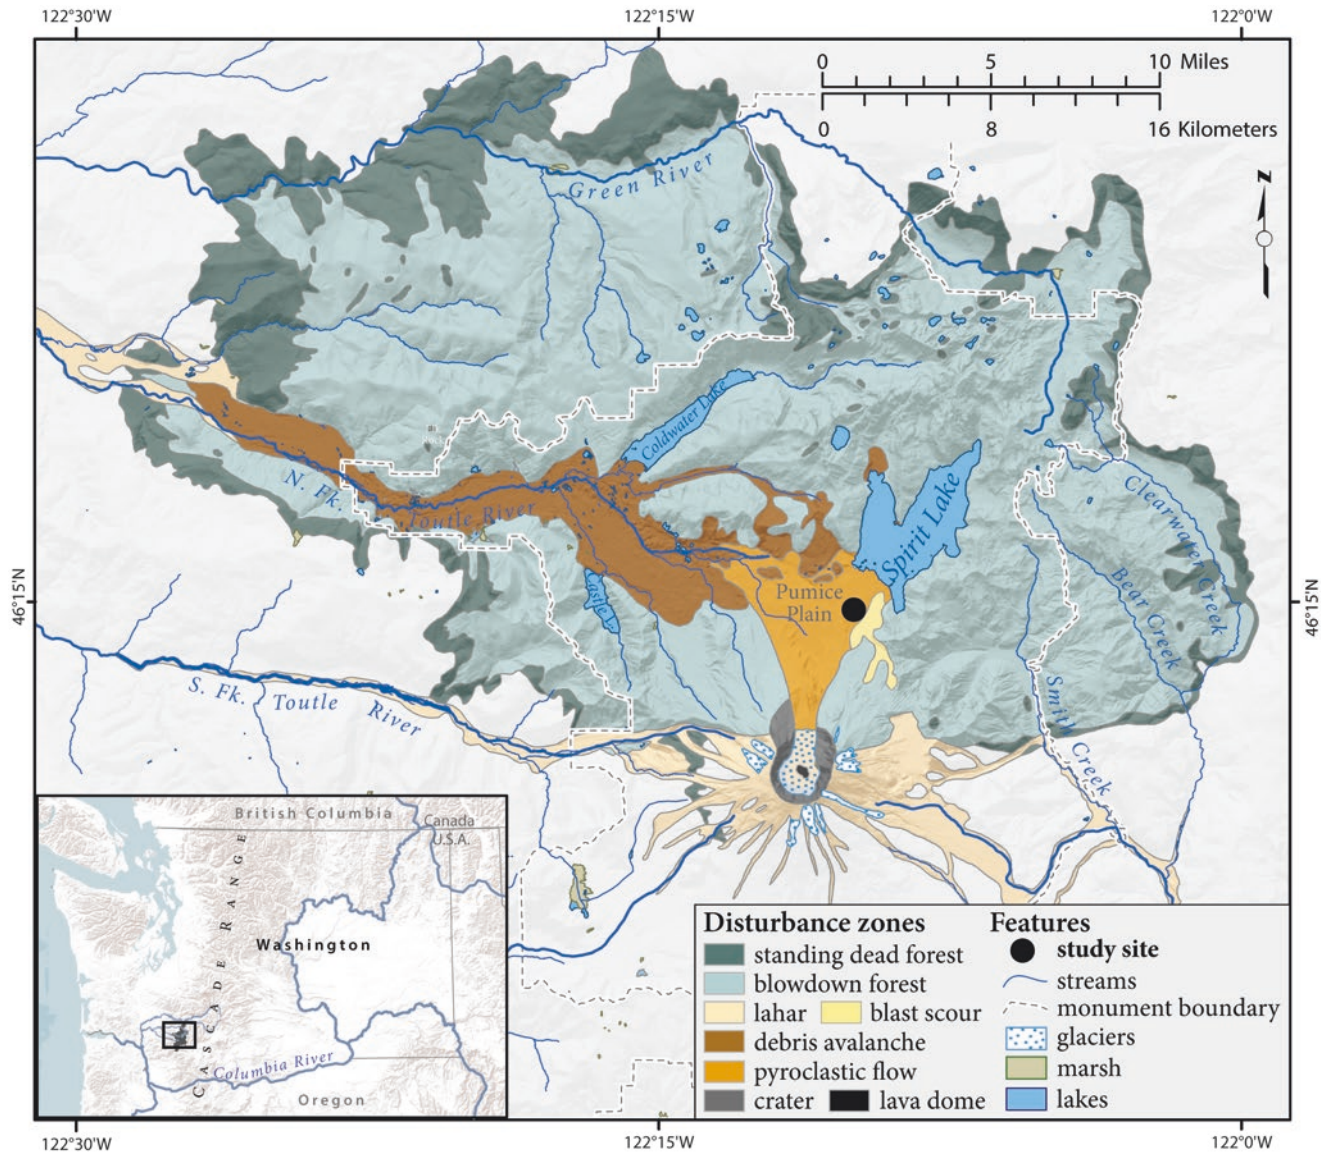 122°30'W
122°15'W
122°0'W
0 5 10 Miles
0 8 16 Kilometers
Green River
N
Coldwater Lake
N. Fk.
Toutle River
Spirit Lake
Clearwater Creek
Bear Creek
Pumice
Plain
Castle
46°15'N
46°15'N
S. Fk. Toutle River
Smith Creek
British Columbia
Canada
U.S.A.
CASCADE RANGE
Washington
Columbia River
Oregon
Disturbance zones
standing dead forest
blowdown forest
lahar blast scour
debris avalanche
pyroclastic flow
crater lava dome
Features
study site
streams
monument boundary
glaciers
marsh
lakes
122°30'W
122°15'W
122°0'W